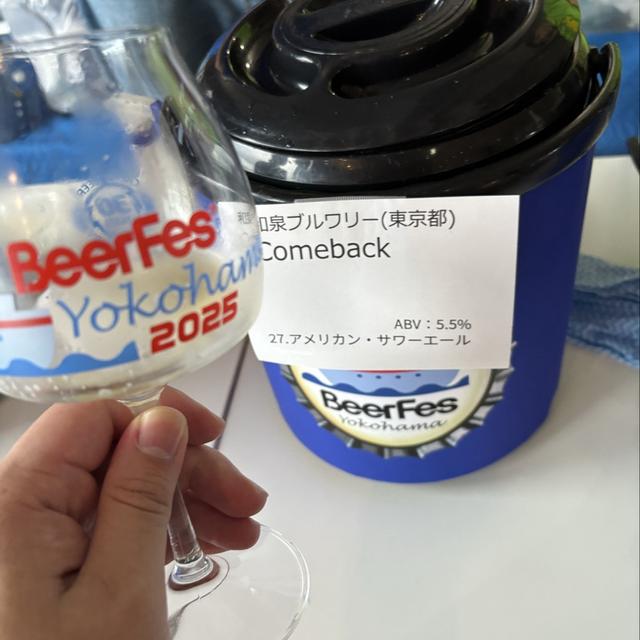 BeerFes
Yokohama
2025
和泉ブルワリー(東京都)
Comeback
ABV：5.5%
27.アメリカン・サワーエール
BeerFes
Yokohama